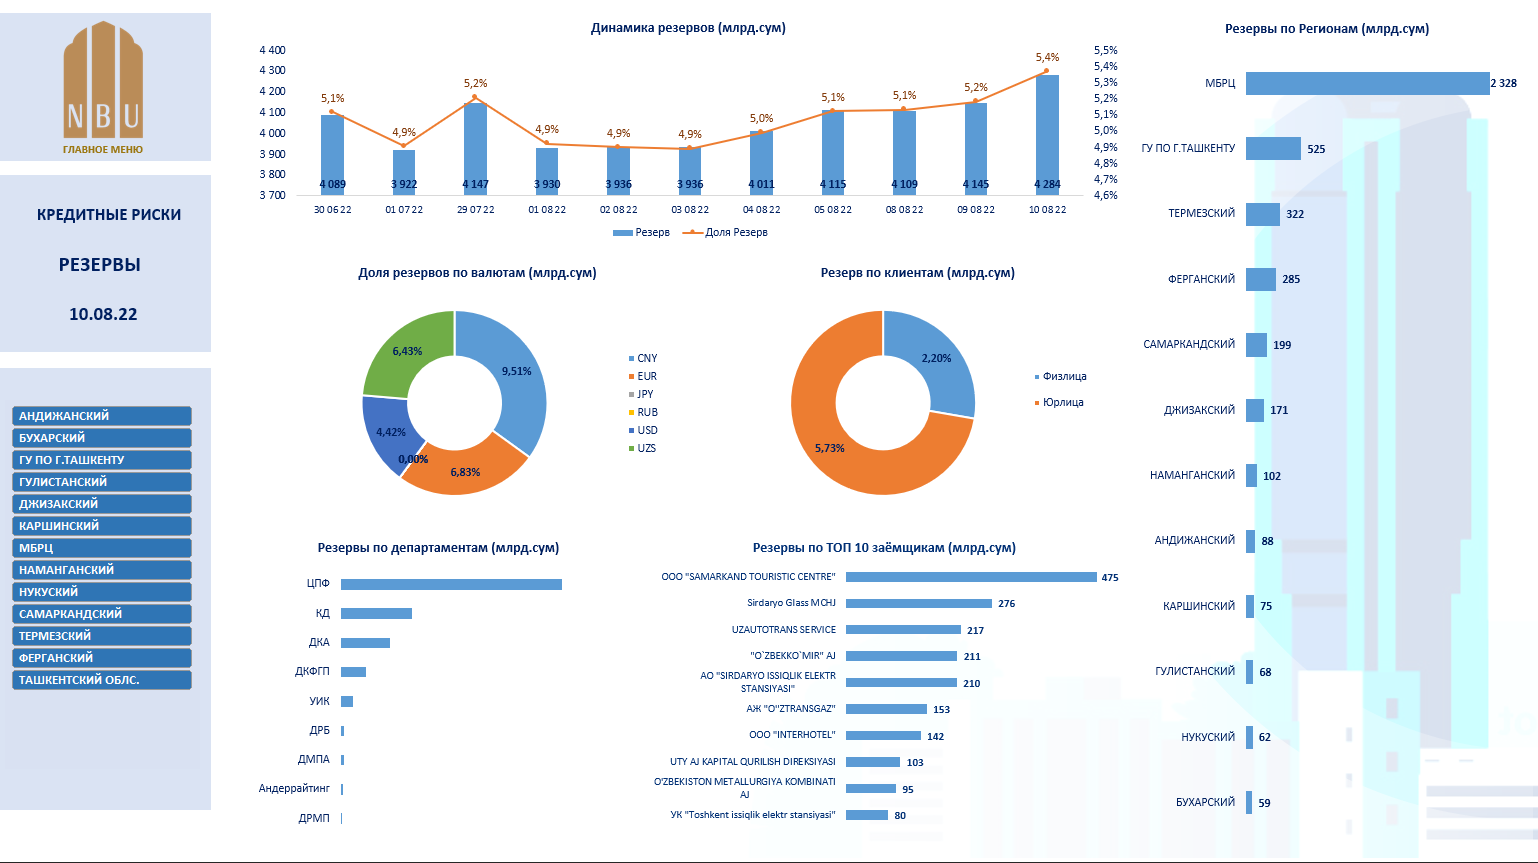 NBU
ГЛАВНОЕ МЕНЮ
КРЕДИТНЫЕ РИСКИ
РЕЗЕРВЫ
10.08.22
АНДИЖАНСКИЙ
БУХАРСКИЙ
ГУ ПО Г.ТАШКЕНТУ
ГУЛИСТАНСКИЙ
ДЖИЗАКСКИЙ
КАРШИНСКИЙ
МБРЦ
НАМАНГАНСКИЙ
НУКУСКИЙ
САМАРКАНДСКИЙ
ТЕРМЕЗСКИЙ
ФЕРГАНСКИЙ
ТАШКЕНТСКИЙ ОБЛС.
Динамика резервов (млрд.сум)
4 400
4 300
4 200
4 100
4 000
3 900
3 800
3 700
5,5%
5,4%
5,3%
5,2%
5,1%
5,0%
4,9%
4,8%
4,7%
4,6%
5,1% 4,9% 5,2% 4,9% 4,9% 4,9% 5,0% 5,1% 5,1% 5,2% 5,4%
4 089 3 922 4 147 3 930 3 936 3 936 4 011 4 115 4 109 4 145 4 284
30 06 22 01 07 22 29 07 22 01 08 22 02 08 22 03 08 22 04 08 22 05 08 22 08 08 22 09 08 22 10 08 22
Резерв Доля Резерв
Доля резервов по валютам (млрд.сум)
6,43%
9,51%
4,42%
0,00%
6,83%
CNY
EUR
JPY
RUB
USD
UZS
Резерв по клиентам (млрд.сум)
2,20%
5,73%
Физлица
Юрлица
Резервы по департаментам (млрд.сум)
ЦПФ
КД
ДКА
ДКФГП
УИК
ДРБ
ДМПА
Андеррайтинг
ДРМП
Резервы по ТОП 10 заёмщикам (млрд.сум)
ООО "SAMARKAND TOURISTIC CENTRE" 475
Sirdaryo Glass MCHJ 276
UZAUTOTRANS SERVICE 217
"O`ZBEKKO`MIR" AJ 211
АО "SIRDARYO ISSIQLIK ELEKTR
STANSIYASI" 210
АЖ "O"ZTRANSGAZ" 153
ООО "INTERHOTEL" 142
UTY AJ KAPITAL QURILISH DIREKSIYASI 103
O'ZBEKISTON METALLURGIYA KOMBINATI
AJ 95
УК "Toshkent issiqlik elektr stansiyasi" 80
Резервы по Регионам (млрд.сум)
МБРЦ 2 328
ГУ ПО Г.ТАШКЕНТУ 525
ТЕРМЕЗСКИЙ 322
ФЕРГАНСКИЙ 285
САМАРКАНДСКИЙ 199
ДЖИЗАКСКИЙ 171
НАМАНГАНСКИЙ 102
АНДИЖАНСКИЙ 88
КАРШИНСКИЙ 75
ГУЛИСТАНСКИЙ 68
НУКУСКИЙ 62
БУХАРСКИЙ 59